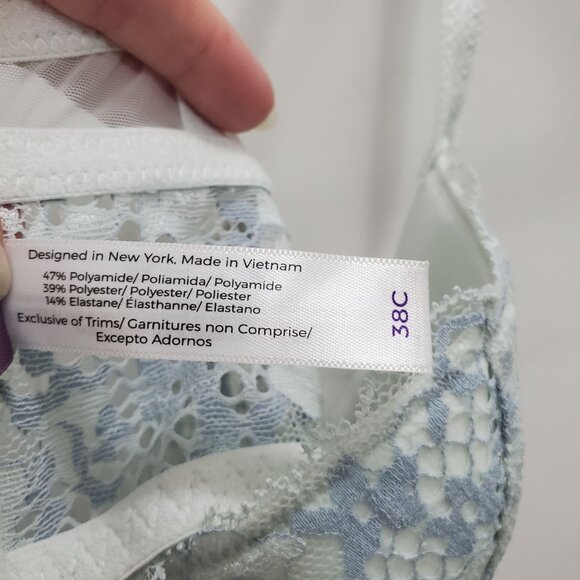 Designed in New York, Made in Vietnam
47% Polyamide/ Poliamida/ Polyamide
39% Polyester/ Polyester/ Poliester
14% Elastane/ Élasthanne/ Elastano
Exclusive of Trims/ Garnitures non Comprise/
Excepto Adornos
38C